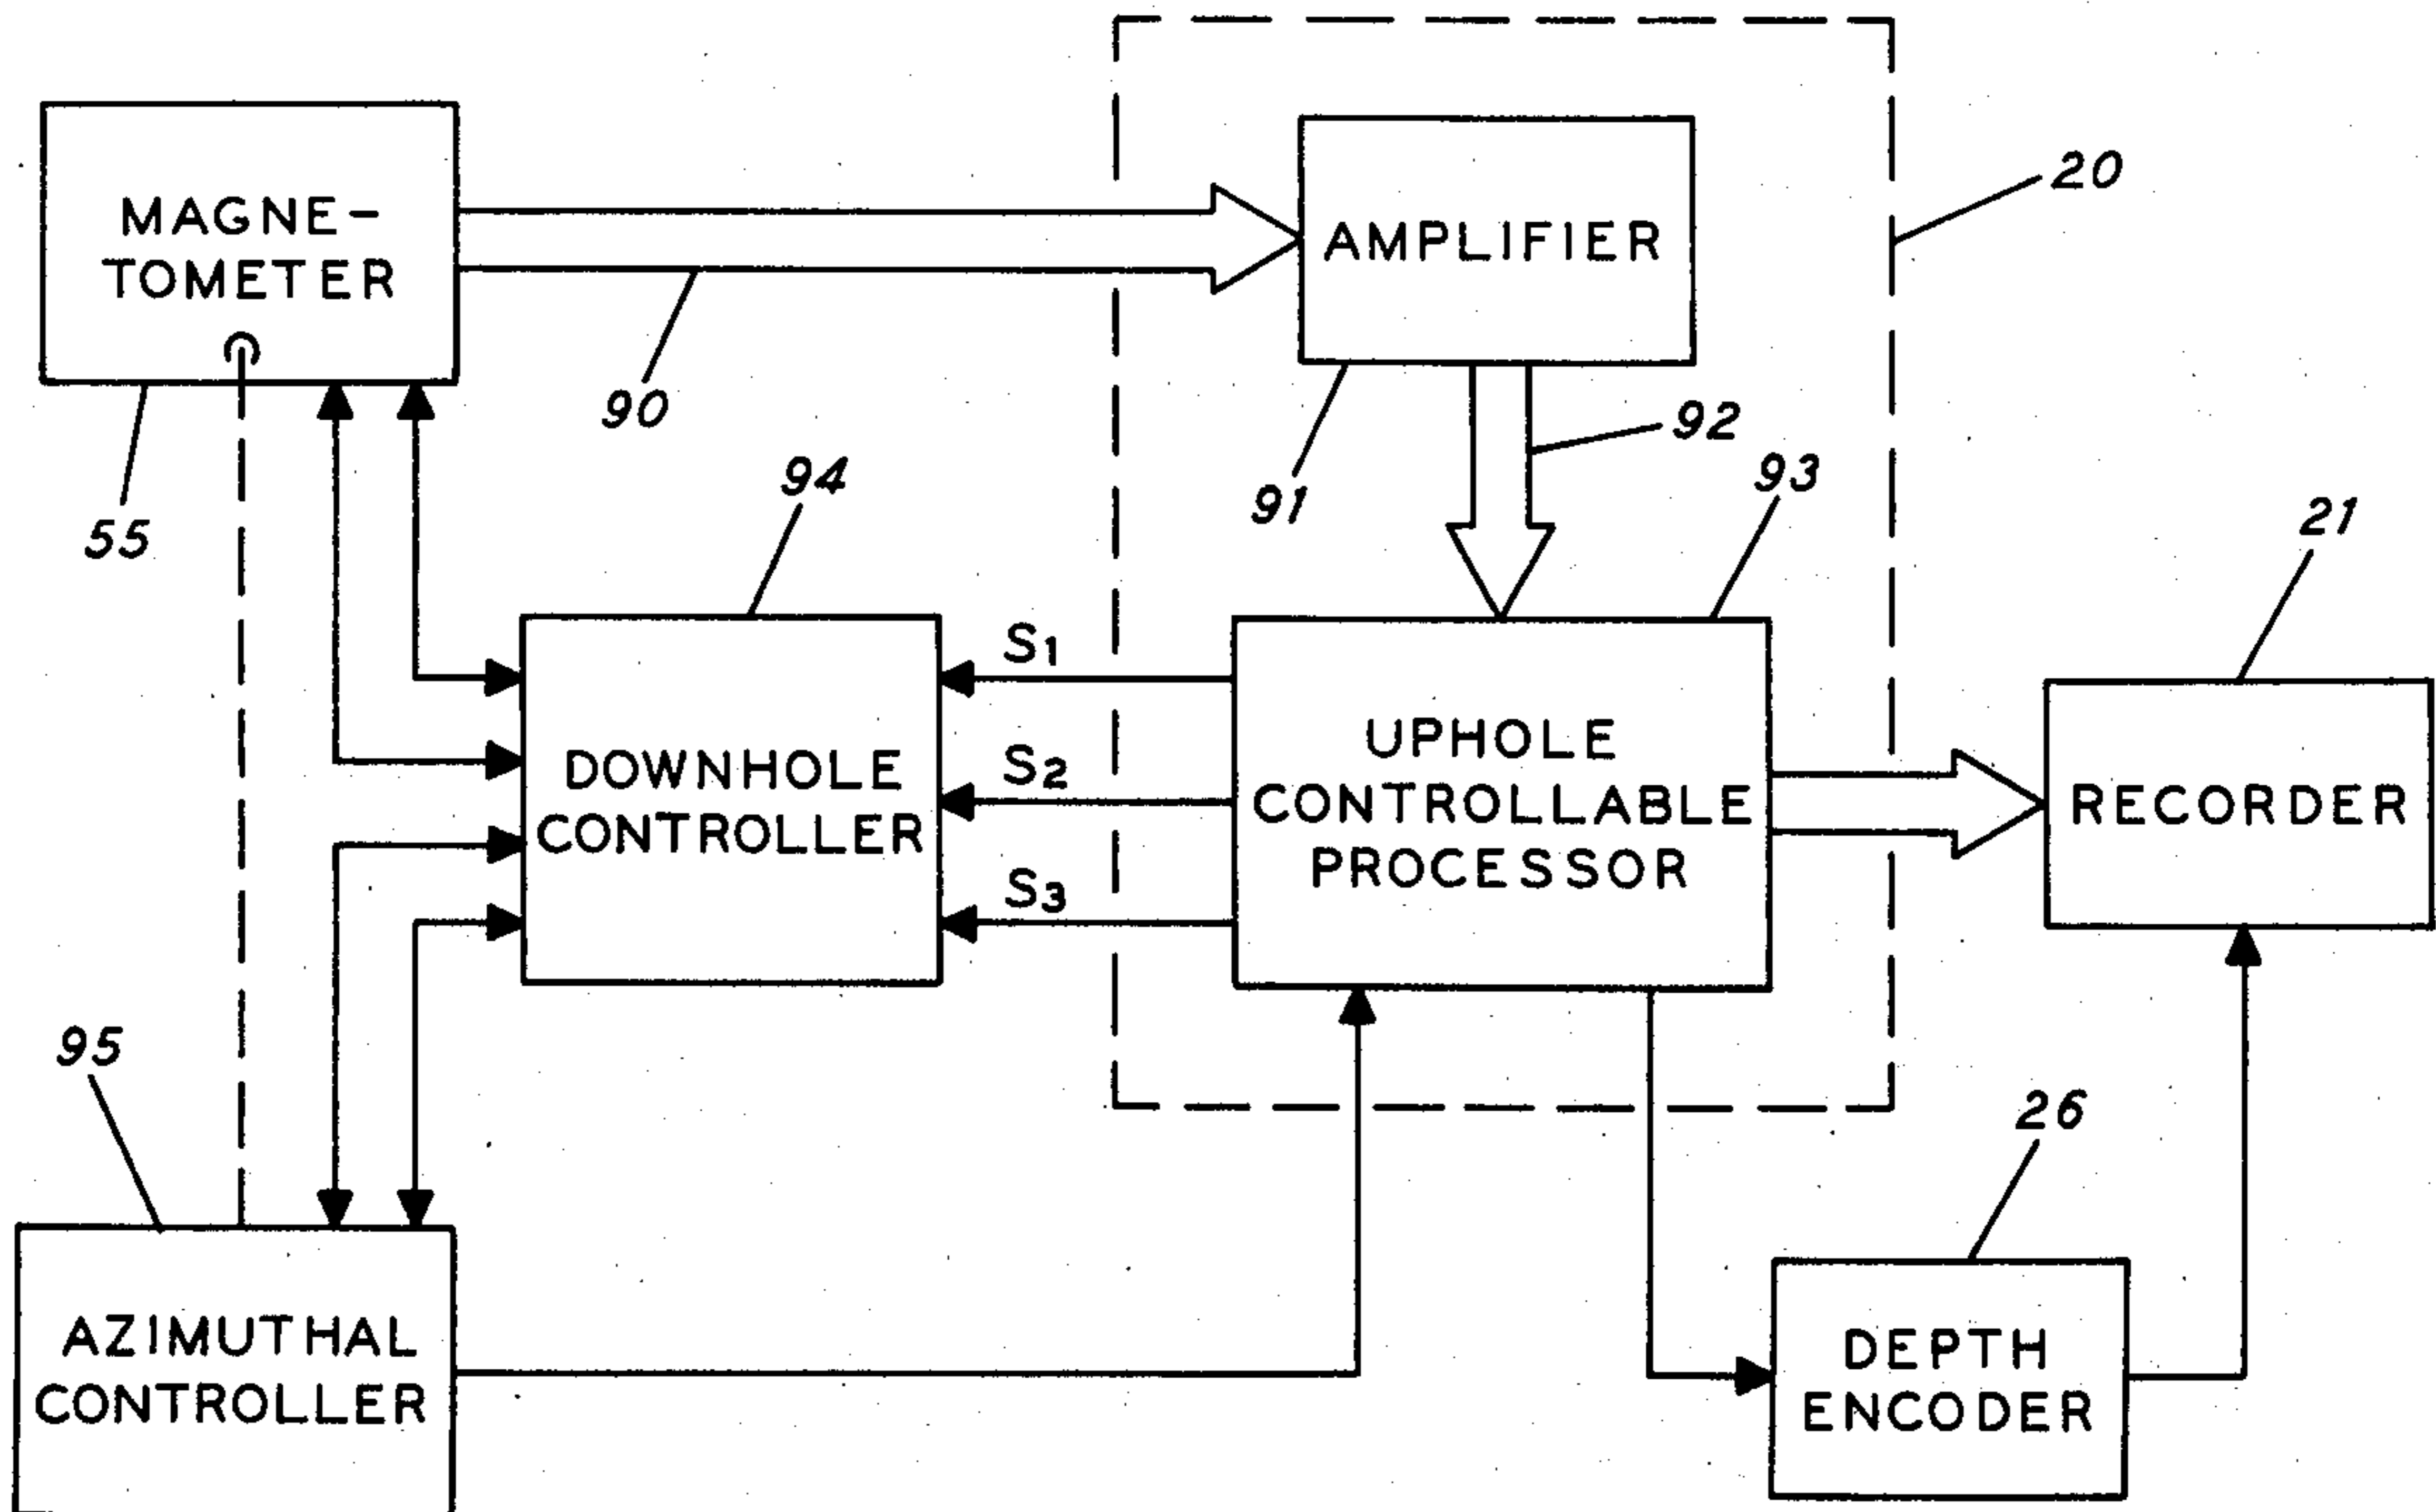 MAGNE-
TOMETER
AMPLIFIER
20
90
92
55
91
94
93
21
S1
S2
S3
DOWNHOLE
CONTROLLER
UPHOLE
CONTROLLABLE
PROCESSOR
RECORDER
95
26
AZIMUTHAL
CONTROLLER
DEPTH
ENCODER